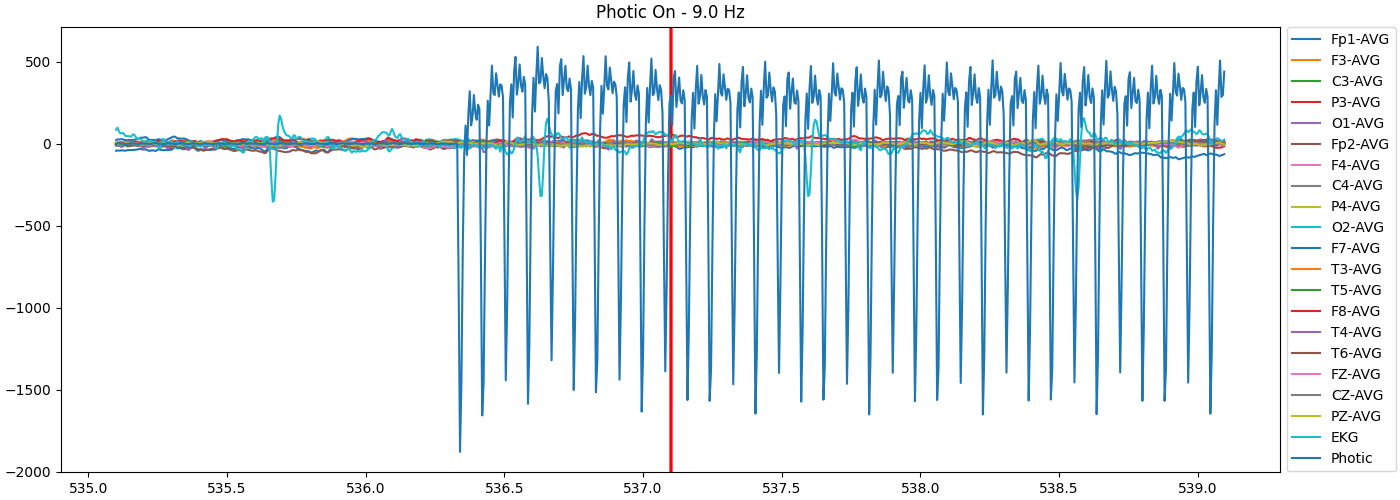 Photic On - 9.0 Hz
500
0
−500
−1000
−1500
−2000
535.0 535.5 536.0 536.5 537.0 537.5 538.0 538.5 539.0
Fp1-AVG
F3-AVG
C3-AVG
P3-AVG
O1-AVG
Fp2-AVG
F4-AVG
C4-AVG
P4-AVG
O2-AVG
F7-AVG
T3-AVG
T5-AVG
F8-AVG
T4-AVG
T6-AVG
FZ-AVG
CZ-AVG
PZ-AVG
EKG
Photic